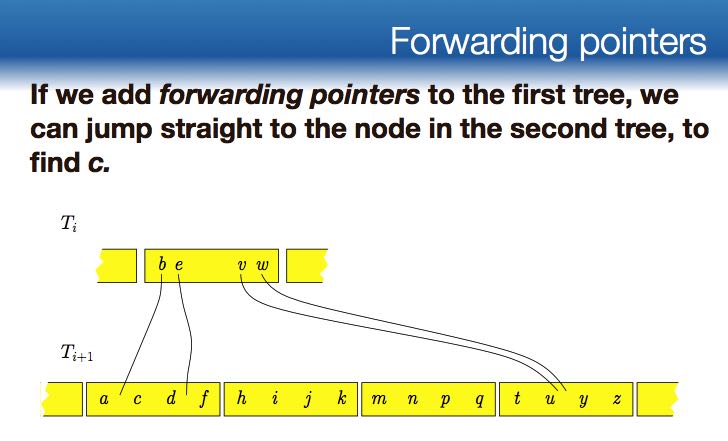 Forwarding pointers
If we add forwarding pointers to the first tree, we
can jump straight to the node in the second tree, to
find c.
T_i
b e v w
T_{i+1}
a c d f h i j k m n p q t u y z